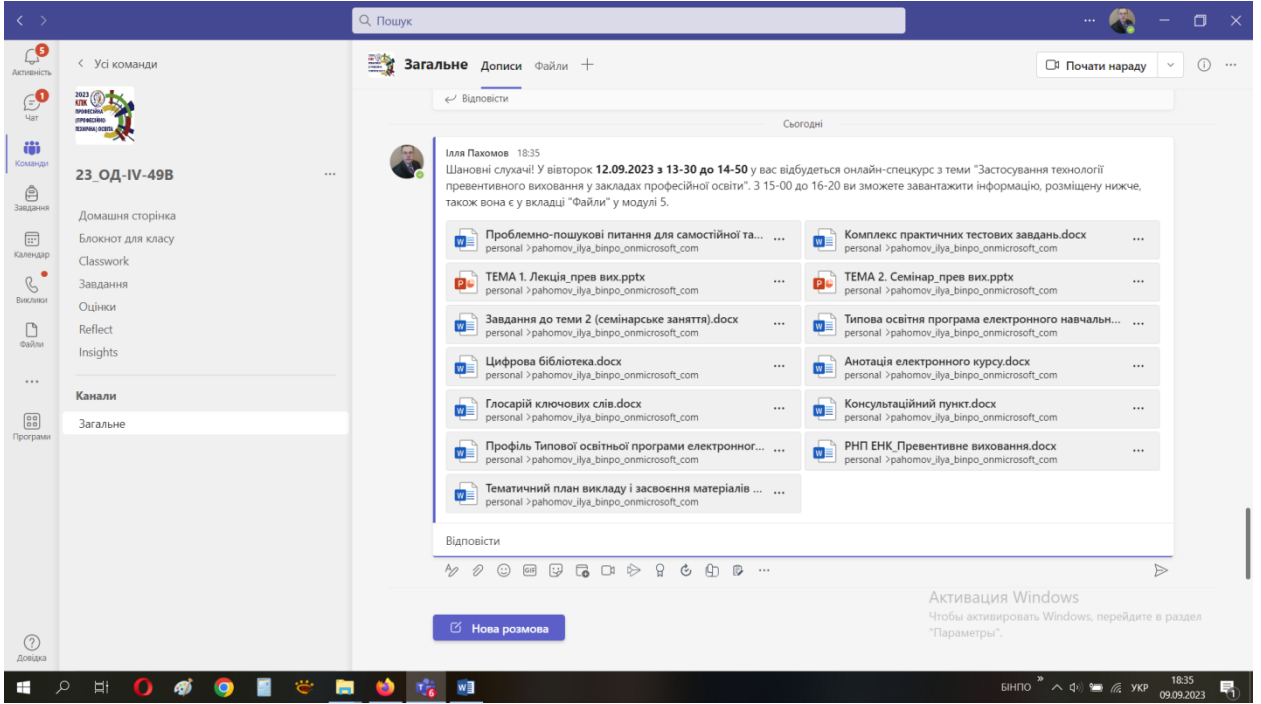 Пошук
Активність
Чат
Команди
Завдання
Календар
Виклики
Файли
Програми
Довідка
Усі команди
2023
КПІК
ПРОФЕСІЙНА
(ПРОФЕСІЙНО-
ТЕХНІЧНА) ОСВІТА
23_ОД-IV-49В
Домашня сторінка
Блокнот для класу
Classwork
Завдання
Оцінки
Reflect
Insights
Канали
Загальне
Загальне Дописи Файли
Почати нараду
Відповісти
Сьогодні
Ілля Пахомов 18:35
Шановні слухачі! У вівторок 12.09.2023 з 13-30 до 14-50 у вас відбудеться онлайн-спецкурс з теми "Застосування технології
превентивного виховання у закладах професійної освіти". З 15-00 до 16-20 ви зможете завантажити інформацію, розміщену нижче,
також вона є у вкладці "Файли" у модулі 5.
Проблемно-пошукові питання для самостійної та...
personal >pahomov_ilya_binpo_onmicrosoft_com
Комплекс практичних тестових завдань.docx
personal >pahomov_ilya_binpo_onmicrosoft_com
ТЕМА 1. Лекція_прев вих.pptx
personal >pahomov_ilya_binpo_onmicrosoft_com
ТЕМА 2. Семінар_прев вих.pptx
personal >pahomov_ilya_binpo_onmicrosoft_com
Завдання до теми 2 (семінарське заняття).docx
personal >pahomov_ilya_binpo_onmicrosoft_com
Типова освітня програма електронного навчальн...
personal >pahomov_ilya_binpo_onmicrosoft_com
Цифрова бібліотека.docx
personal >pahomov_ilya_binpo_onmicrosoft_com
Анотація електронного курсу.docx
personal >pahomov_ilya_binpo_onmicrosoft_com
Глосарій ключових слів.docx
personal >pahomov_ilya_binpo_onmicrosoft_com
Консультаційний пункт.docx
personal >pahomov_ilya_binpo_onmicrosoft_com
Профіль Типової освітньої програми електронног...
personal >pahomov_ilya_binpo_onmicrosoft_com
РНП ЕНК_Превентивне виховання.docx
personal >pahomov_ilya_binpo_onmicrosoft_com
Тематичний план викладу і засвоєння матеріалів ...
personal >pahomov_ilya_binpo_onmicrosoft_com
Відповісти
GIF
Нова розмова
Активация Windows
Чтобы активировать Windows, перейдите в раздел
"Параметры".
БІНПО
УКР
18:35
09.09.2023